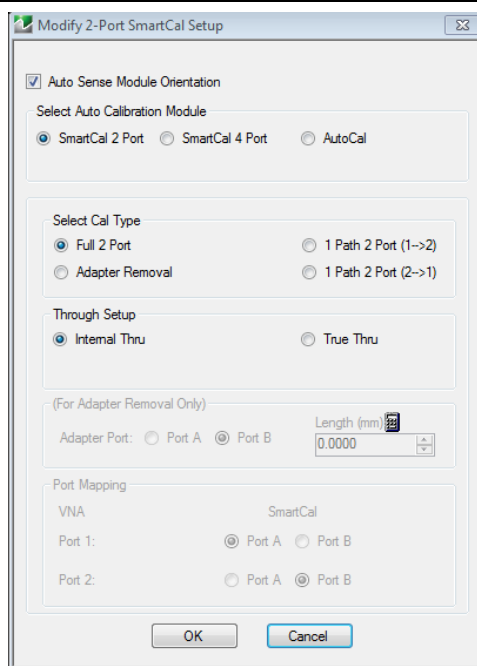 Modify 2-Port SmartCal Setup
Auto Sense Module Orientation
Select Auto Calibration Module
SmartCal 2 Port SmartCal 4 Port AutoCal
Select Cal Type
Full 2 Port 1 Path 2 Port (1-->2)
Adapter Removal 1 Path 2 Port (2-->1)
Through Setup
Internal Thru True Thru
(For Adapter Removal Only)
Length (mm)
Adapter Port: Port A Port B 0.0000
Port Mapping
VNA SmartCal
Port 1: Port A Port B
Port 2: Port A Port B
OK Cancel